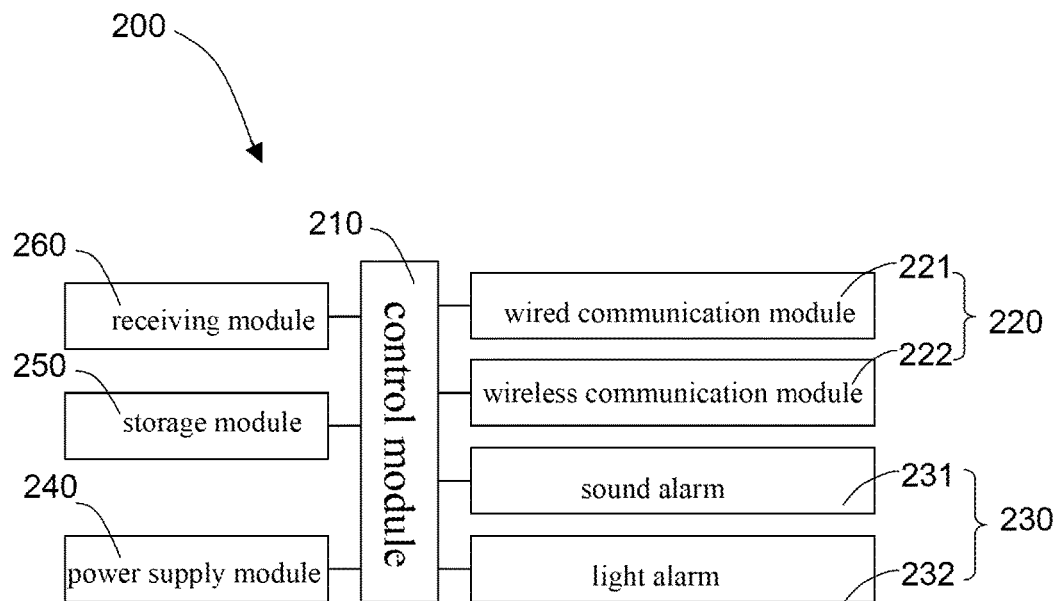 200
210
260
receiving module
250
storage module
240
power supply module
control module
221
wired communication module
220
222
wireless communication module
231
sound alarm
230
232
light alarm